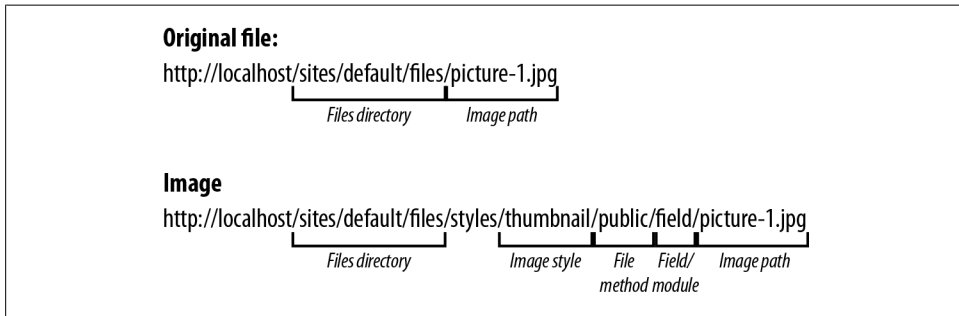 Original file:
http://localhost/sites/default/files/picture-1.jpg
Files directory
Image path
Image
http://localhost/sites/default/files/styles/thumbnail/public/field/picture-1.jpg
Files directory
Image style
File
Field/
Image path
method
module